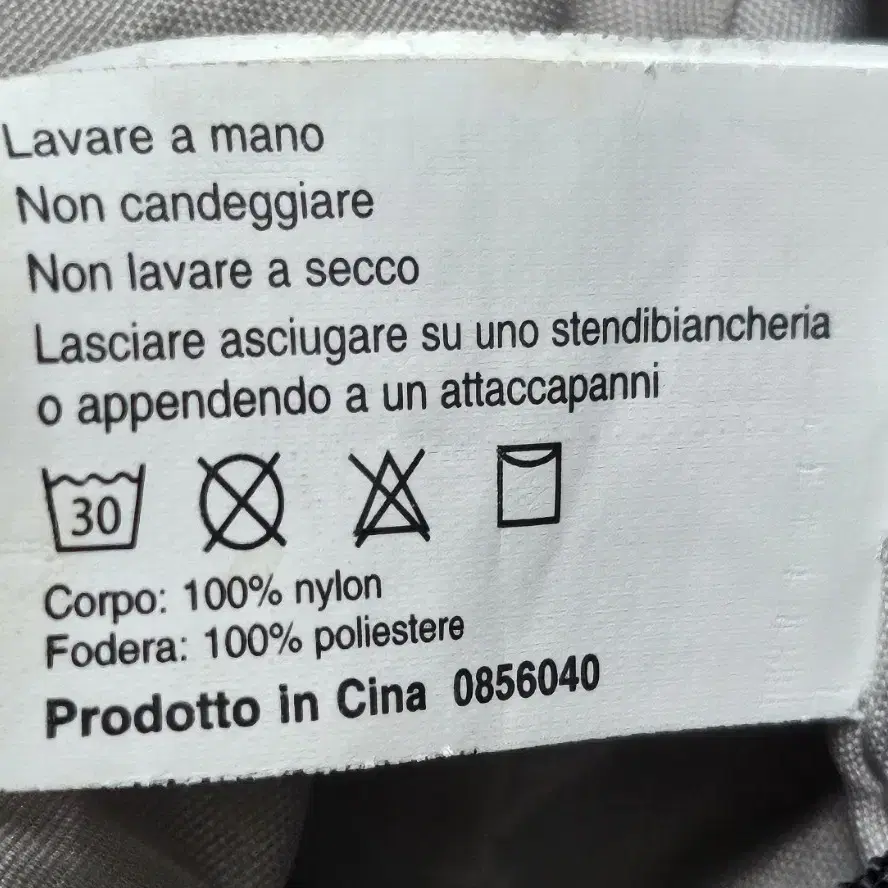 Lavare a mano
Non candeggiare
Non lavare a secco
Lasciare asciugare su uno stendibiancheria
o appendendo a un attaccapanni
30
Corpo: 100% nylon
Fodera: 100% poliestere
Prodotto in Cina 0856040